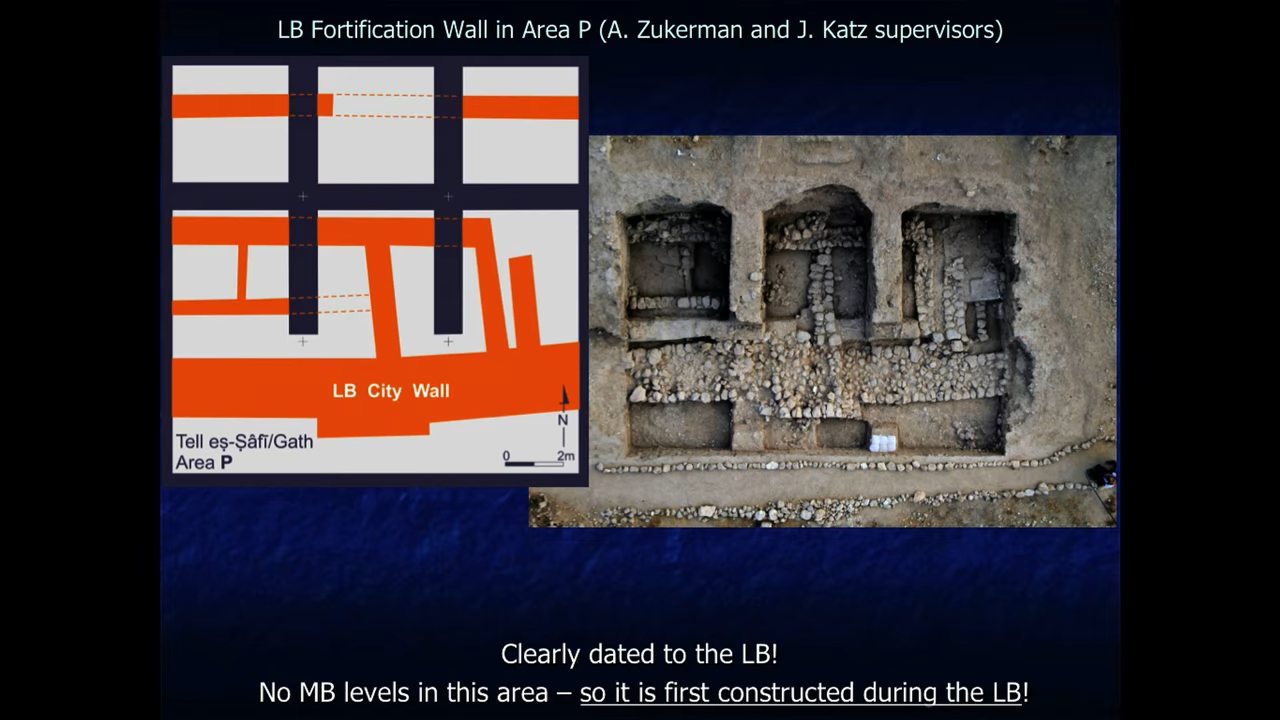 LB Fortification Wall in Area P (A. Zukerman and J. Katz supervisors)
LB City Wall
N
Tell eṣ-Ṣâfī/Gath
Area P
0 2m
Clearly dated to the LB!
No MB levels in this area – so it is first constructed during the LB!